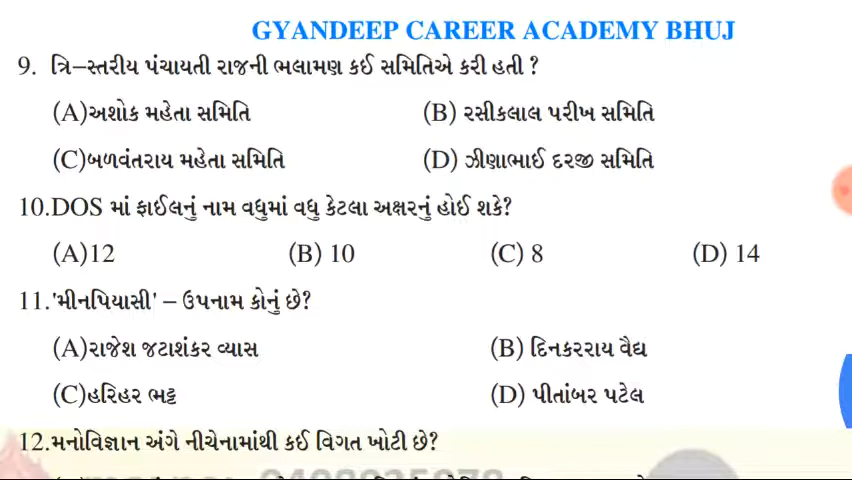 GYANDEEP CAREER ACADEMY BHUJ
9. ત્રિ–સ્તરીય પંચાયતી રાજની ભલામણ કઈ સમિતિએ કરી હતી ?
(A)અશોક મહેતા સમિતિ (B) રસીકલાલ પરીખ સમિતિ
(C)બળવંતરાય મહેતા સમિતિ (D) ઝીણાભાઈ દરજી સમિતિ
10.DOS માં ફાઈલનું નામ વધુમાં વધુ કેટલા અક્ષરનું હોઈ શકે?
(A)12 (B) 10 (C) 8 (D) 14
11.'મીનપિયાસી' – ઉપનામ કોનું છે?
(A)રાજેશ જટાશંકર વ્યાસ (B) દિનકરરાય વૈદ્ય
(C)હરિહર ભટ્ટ (D) પીતાંબર પટેલ
12.મનોવિજ્ઞાન અંગે નીચેનામાંથી કઈ વિગત ખોટી છે?